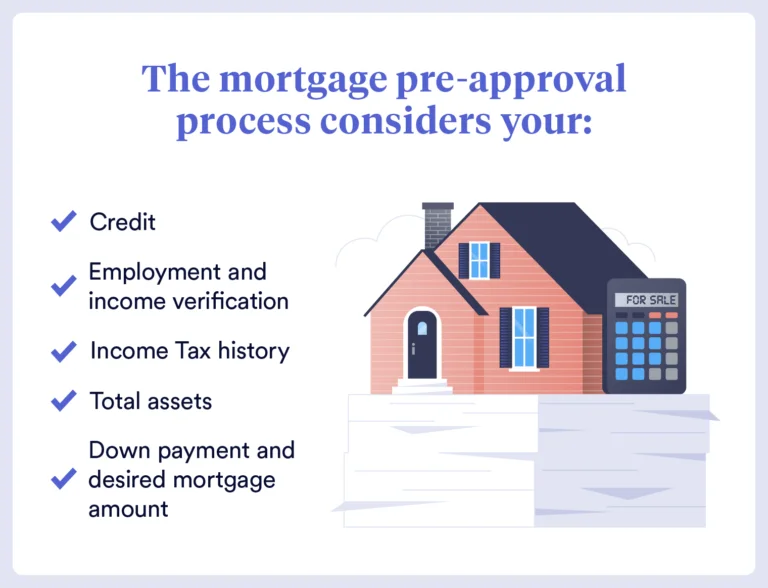 The mortgage pre-approval
process considers your:
Credit
Employment and
income verification
Income Tax history
Total assets
Down payment and
desired mortgage
amount
FOR SALE